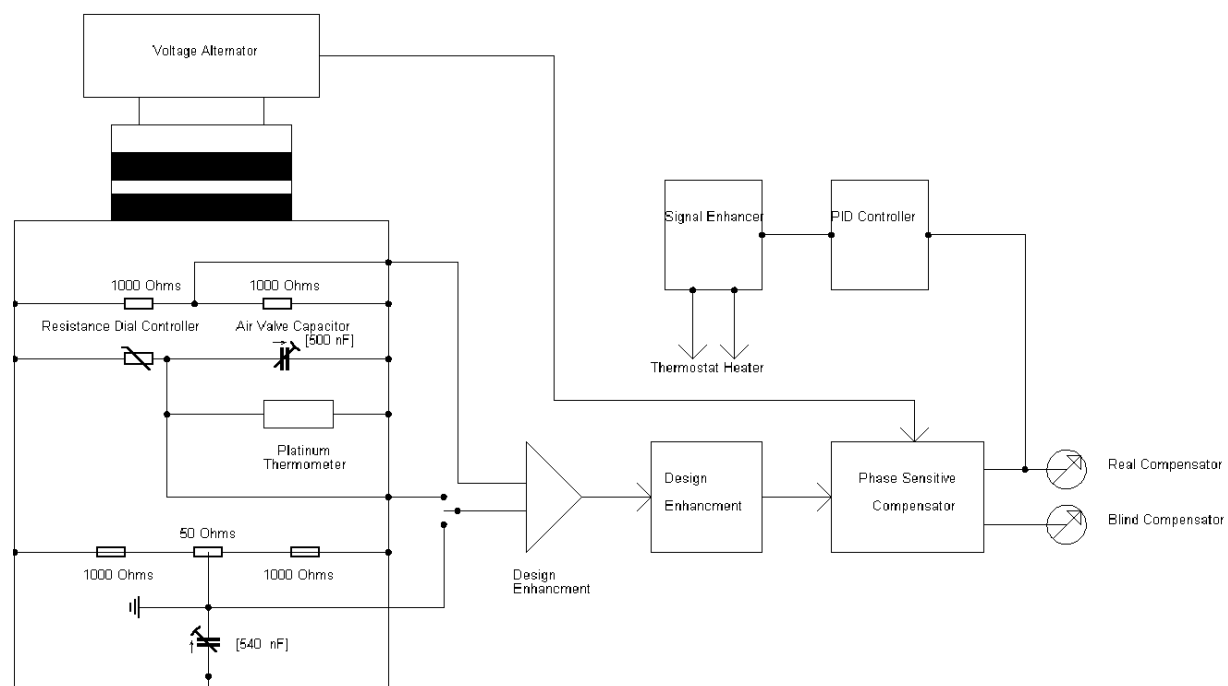 Voltage Alternator
Signal Enhancer
PID Controller
1000 Ohms
1000 Ohms
Resistance Dial Controller
Air Valve Capacitor
[500 nF]
Thermostat Heater
Platinum
Thermometer
Design
Enhancment
Phase Sensitive
Compensator
Real Compensator
Blind Compensator
50 Ohms
1000 Ohms
1000 Ohms
Design
Enhancment
[540 nF]